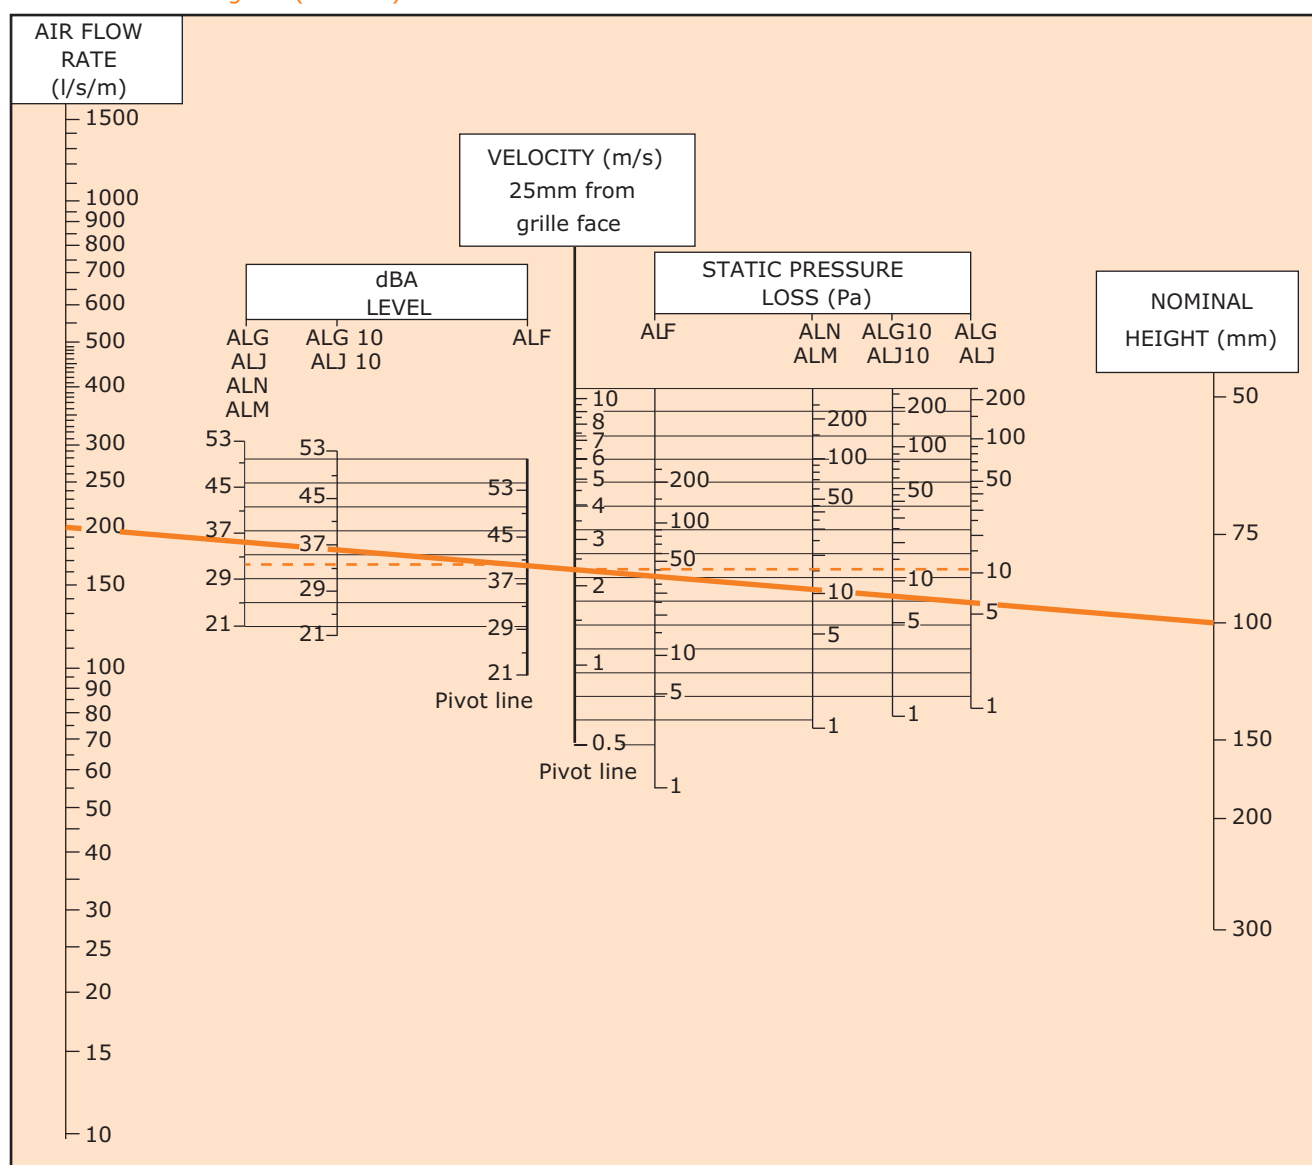 AIR FLOW
RATE
(l/s/m)
1500
1000
900
800
700
600
500
400
300
250
200
150
100
90
80
70
60
50
40
30
25
20
15
10
dBA
LEVEL
ALG
ALJ
ALN
ALM
ALG 10
ALJ 10
ALF
53
45
37
29
21
53
45
37
29
21
53
45
37
29
21
Pivot line
VELOCITY (m/s)
25mm from
grille face
10
8
7
6
5
4
3
2
1
0.5
Pivot line
STATIC PRESSURE
LOSS (Pa)
ALF
ALN
ALM
ALG10
ALJ10
ALG
ALJ
200
100
50
10
5
1
200
100
50
10
5
1
200
100
50
10
5
1
200
100
50
10
5
1
NOMINAL
HEIGHT (mm)
50
75
100
150
200
300